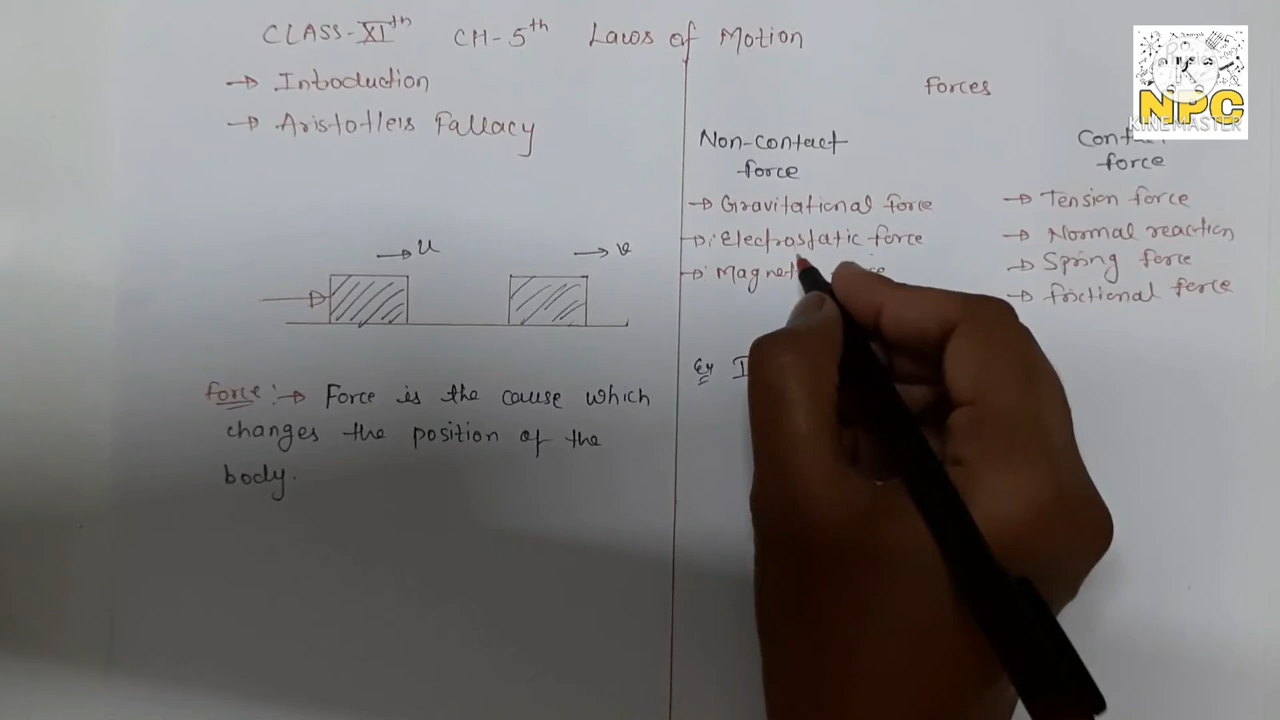 CLASS-XIth CH-5th Laws of Motion
→ Introduction
→ Aristotle's Fallacy
u
v
force :→ Force is the cause which
changes the position of the
body.
Forces
Non-contact
force
→ Gravitational force
→ Electrostatic force
→
Contact
force
→ Tension force
→ Normal reaction
→ Spring force
→ frictional force
Ex
Physics
NPC
KINEMASTER